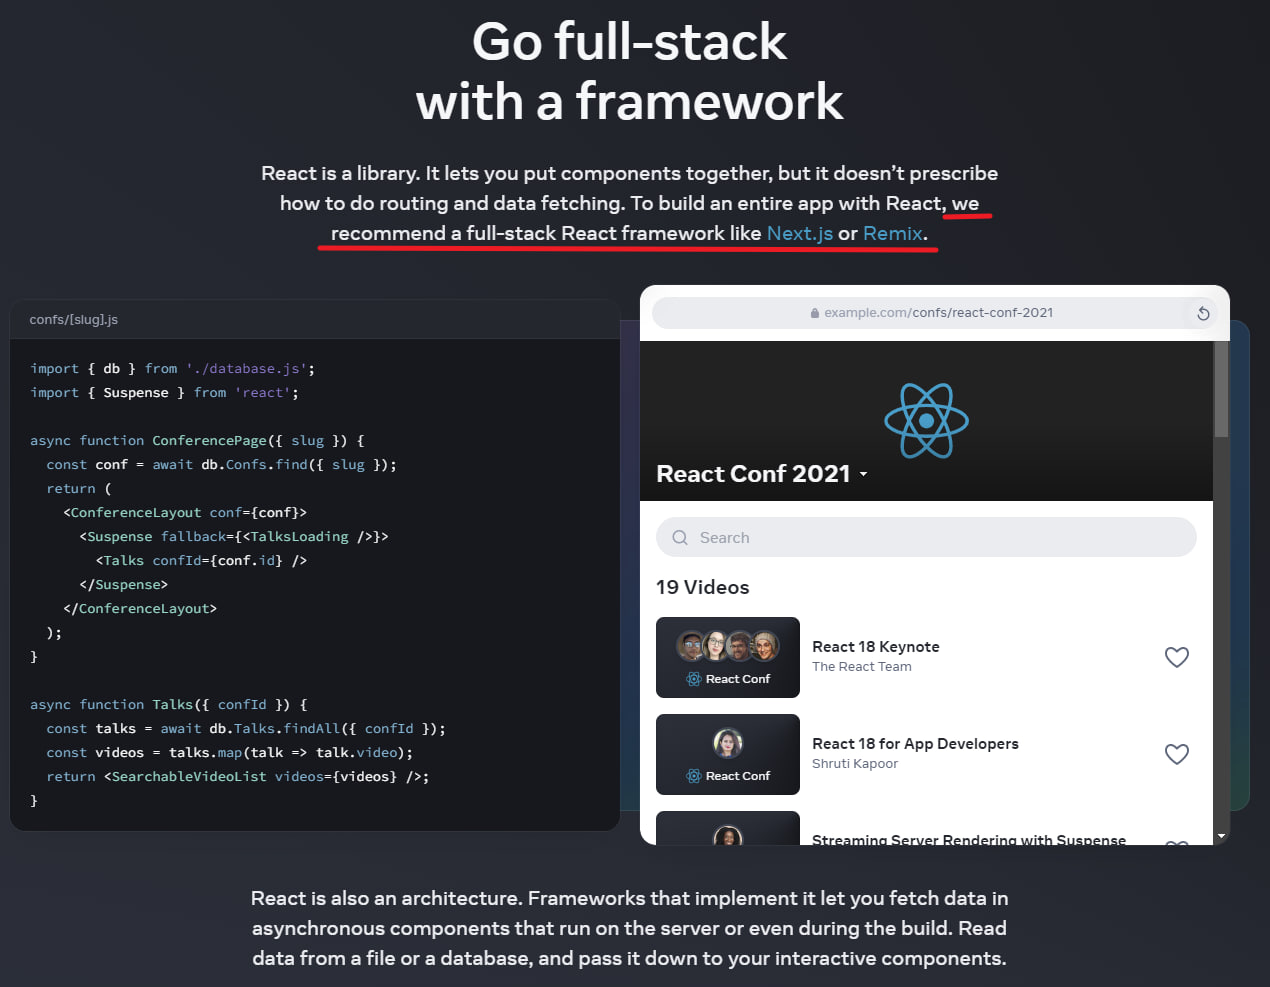 Go full-stack
with a framework
React is a library. It lets you put components together, but it doesn’t prescribe
how to do routing and data fetching. To build an entire app with React, we
recommend a full-stack React framework like Next.js or Remix.
confs/[slug].js
import { db } from './database.js';
import { Suspense } from 'react';
async function ConferencePage({ slug }) {
const conf = await db.Confs.find({ slug });
return (
<ConferenceLayout conf={conf}>
<Suspense fallback={<TalksLoading />}>
<Talks confId={conf.id} />
</Suspense>
</ConferenceLayout>
);
}
async function Talks({ confId }) {
const talks = await db.Talks.findAll({ confId });
const videos = talks.map(talk => talk.video);
return <SearchableVideoList videos={videos} />;
}
example.com/confs/react-conf-2021
React Conf 2021
Search
19 Videos
React Conf
React 18 Keynote
The React Team
React Conf
React 18 for App Developers
Shruti Kapoor
Streaming Server Rendering with Suspense
React is also an architecture. Frameworks that implement it let you fetch data in
asynchronous components that run on the server or even during the build. Read
data from a file or a database, and pass it down to your interactive components.